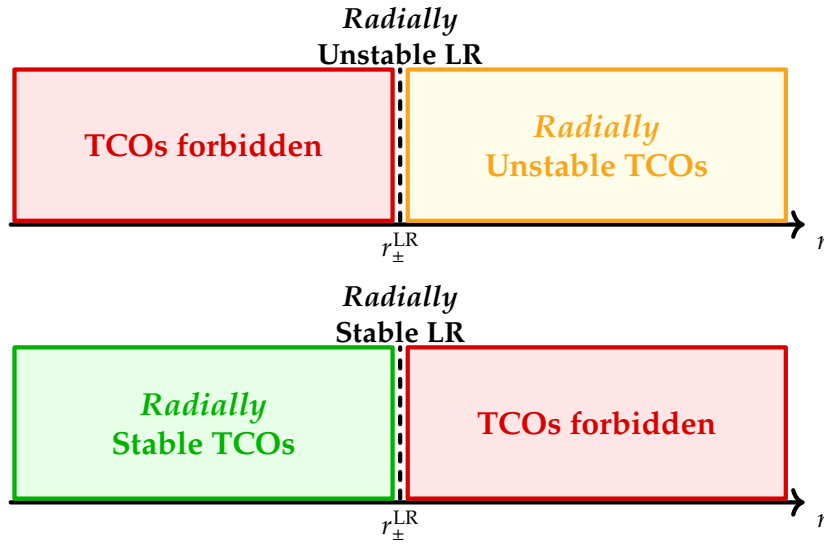 Radially
Unstable LR
TCOs forbidden
Radially
Unstable TCOs
r±^LR
r
Radially
Stable LR
Radially
Stable TCOs
TCOs forbidden
r±^LR
r